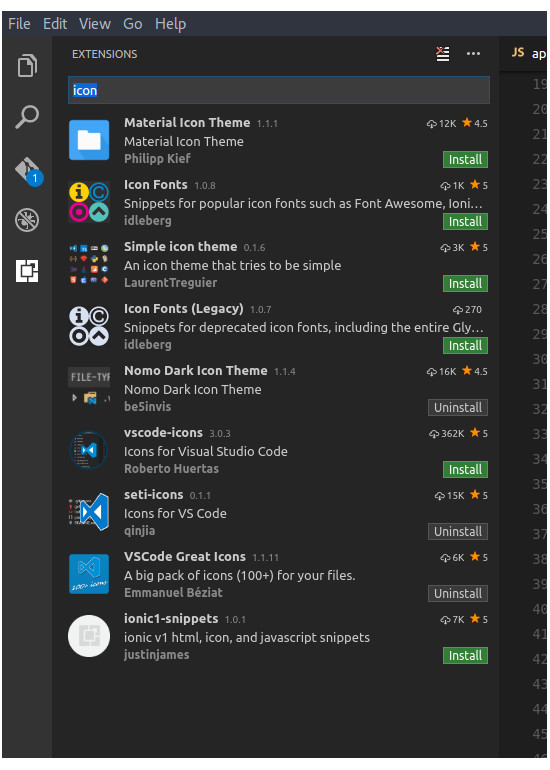 File Edit View Go Help
EXTENSIONS
JS ap
icon
Material Icon Theme 1.1.1 12K 4.5
Material Icon Theme
Philipp Kief Install
Icon Fonts 1.0.8 1K 5
Snippets for popular icon fonts such as Font Awesome, Ioni…
idleberg Install
Simple icon theme 0.1.6 3K 5
An icon theme that tries to be simple
LaurentTreguier Install
Icon Fonts (Legacy) 1.0.7 270
Snippets for deprecated icon fonts, including the entire Gly…
idleberg Install
FILE-TYP
Nomo Dark Icon Theme 1.1.4 16K 4.5
Nomo Dark Icon Theme
be5invis Uninstall
vscode-icons 3.0.3 362K 5
Icons for Visual Studio Code
Roberto Huertas Install
seti-icons 0.1.1 15K 5
Icons for VS Code
qinjia Uninstall
VSCode Great Icons 1.1.11 6K 5
A big pack of icons (100+) for your files.
100+ icons
Emmanuel Béziat Uninstall
ionic1-snippets 1.0.1 7K 5
ionic v1 html, icon, and javascript snippets
justinjames Install
1
19
20
21
22
23
24
25
26
27
28
29
30
31
32
33
34
35
36
37
38
39
40
41
42
43
44
45
46